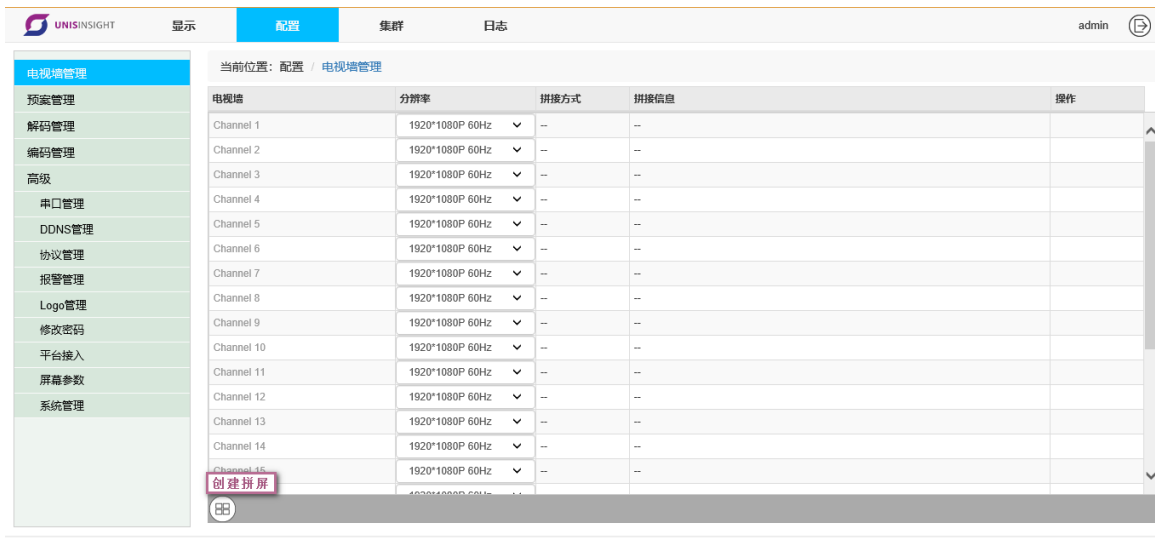 UNISINSIGHT 显示 配置 集群 日志 admin
电视墙管理
预案管理
解码管理
编码管理
高级
串口管理
DDNS管理
协议管理
报警管理
Logo管理
修改密码
平台接入
屏幕参数
系统管理
当前位置：配置 / 电视墙管理
电视墙 分辨率 拼接方式 拼接信息 操作
Channel 1 1920*1080P 60Hz -- --
Channel 2 1920*1080P 60Hz -- --
Channel 3 1920*1080P 60Hz -- --
Channel 4 1920*1080P 60Hz -- --
Channel 5 1920*1080P 60Hz -- --
Channel 6 1920*1080P 60Hz -- --
Channel 7 1920*1080P 60Hz -- --
Channel 8 1920*1080P 60Hz -- --
Channel 9 1920*1080P 60Hz -- --
Channel 10 1920*1080P 60Hz -- --
Channel 11 1920*1080P 60Hz -- --
Channel 12 1920*1080P 60Hz -- --
Channel 13 1920*1080P 60Hz -- --
Channel 14 1920*1080P 60Hz -- --
Channel 15 1920*1080P 60Hz -- --
创建拼屏